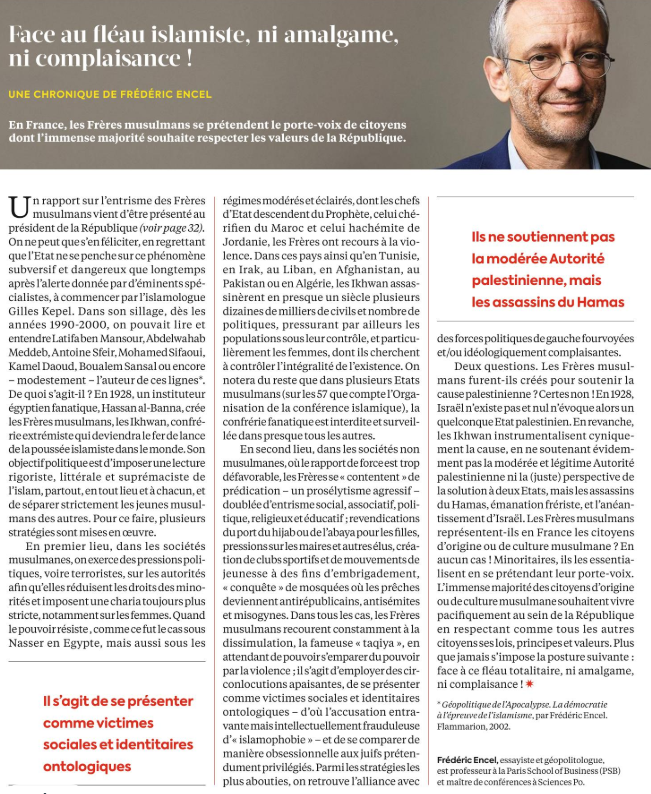 Face au fléau islamiste, ni amalgame,
ni complaisance !
UNE CHRONIQUE DE FRÉDÉRIC ENCEL
En France, les Frères musulmans se prétendent le porte-voix de citoyens
dont l'immense majorité souhaite respecter les valeurs de la République.
Un rapport sur l'entrisme des Frères
musulmans vient d'être présenté au
président de la République (voir page 32).
On ne peut que s'en féliciter, en regrettant
que l'Etat ne se penche sur ce phénomène
subversif et dangereux que longtemps
après l'alerte donnée par d'éminents spé-
cialistes, à commencer par l'islamologue
Gilles Kepel. Dans son sillage, dès les
années 1990-2000, on pouvait lire et
entendre Latifa ben Mansour, Abdelwahab
Meddeb, Antoine Sfeir, Mohamed Sifaoui,
Kamel Daoud, Boualem Sansal ou encore
– modestement – l'auteur de ces lignes*.
De quoi s'agit-il ? En 1928, un instituteur
égyptien fanatique, Hassan al-Banna, crée
les Frères musulmans, les Ikhwan, confré-
rie extrémiste qui deviendra le fer de lance
de la poussée islamiste dans le monde. Son
objectif politique est d'imposer une lecture
rigoriste, littérale et suprémaciste de
l'islam, partout, en tout lieu et à chacun, et
de séparer strictement les jeunes musul-
mans des autres. Pour ce faire, plusieurs
stratégies sont mises en œuvre.
En premier lieu, dans les sociétés
musulmanes, on exerce des pressions poli-
tiques, voire terroristes, sur les autorités
afin qu'elles réduisent les droits des mino-
rités et imposent une charia toujours plus
stricte, notamment sur les femmes. Quand
le pouvoir résiste, comme ce fut le cas sous
Nasser en Egypte, mais aussi sous les
Il s'agit de se présenter
comme victimes
sociales et identitaires
ontologiques
régimes modérés et éclairés, dont les chefs
d'Etat descendent du Prophète, celui ché-
rifien du Maroc et celui hachémite de
Jordanie, les Frères ont recours à la vio-
lence. Dans ces pays ainsi qu'en Tunisie,
en Irak, au Liban, en Afghanistan, au
Pakistan ou en Algérie, les Ikhwan assas-
sinèrent en presque un siècle plusieurs
dizaines de milliers de civils et nombre de
politiques, pressurant par ailleurs les
populations sous leur contrôle, et particu-
lièrement les femmes, dont ils cherchent
à contrôler l'intégralité de l'existence. On
notera du reste que dans plusieurs Etats
musulmans (sur les 57 que compte l'Orga-
nisation de la conférence islamique), la
confrérie fanatique est interdite et surveil-
lée dans presque tous les autres.
En second lieu, dans les sociétés non
musulmanes, où le rapport de force est trop
défavorable, les Frères se « contentent » de
prédication – un prosélytisme agressif –
doublée d'entrisme social, associatif, poli-
tique, religieux et éducatif ; revendications
du port du hijab ou de l'abaya pour les filles,
pressions sur les maires et autres élus, créa-
tion de clubs sportifs et de mouvements de
jeunesse à des fins d'embrigadement,
« conquête » de mosquées où les prêches
deviennent antirépublicains, antisémites
et misogynes. Dans tous les cas, les Frères
musulmans recourent constamment à la
dissimulation, la fameuse « taqiya », en
attendant de pouvoir s'emparer du pouvoir
par la violence ; il s'agit d'employer des cir-
conlocutions apaisantes, de se présenter
comme victimes sociales et identitaires
ontologiques – d'où l'accusation entra-
vante mais intellectuellement frauduleuse
d'« islamophobie » – et de se comparer de
manière obsessionnelle aux juifs préten-
dument privilégiés. Parmi les stratégies les
plus abouties, on retrouve l'alliance avec
Ils ne soutiennent pas
la modérée Autorité
palestinienne, mais
les assassins du Hamas
des forces politiques de gauche fourvoyées
et/ou idéologiquement complaisantes.
Deux questions. Les Frères musul-
mans furent-ils créés pour soutenir la
cause palestinienne ? Certes non ! En 1928,
Israël n'existe pas et nul n'évoque alors un
quelconque Etat palestinien. En revanche,
les Ikhwan instrumentalisent cynique-
ment la cause, en ne soutenant évidem-
ment pas la modérée et légitime Autorité
palestinienne ni la (juste) perspective de
la solution à deux Etats, mais les assassins
du Hamas, émanation frériste, et l'anéan-
tissement d'Israël. Les Frères musulmans
représentent-ils en France les citoyens
d'origine ou de culture musulmane ? En
aucun cas ! Minoritaires, ils les essentia-
lisent en se prétendant leur porte-voix.
L'immense majorité des citoyens d'origine
ou de culture musulmane souhaitent vivre
pacifiquement au sein de la République
en respectant comme tous les autres
citoyens ses lois, principes et valeurs. Plus
que jamais s'impose la posture suivante :
face à ce fléau totalitaire, ni amalgame,
ni complaisance ! ✷
* Géopolitique de l'Apocalypse. La démocratie
à l'épreuve de l'islamisme, par Frédéric Encel.
Flammarion, 2002.
Frédéric Encel, essayiste et géopolitologue,
est professeur à la Paris School of Business (PSB)
et maître de conférences à Sciences Po.